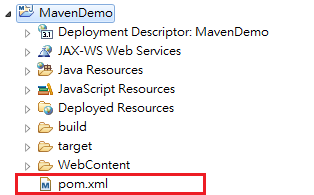 MavenDemo
Deployment Descriptor: MavenDemo
JAX-WS Web Services
Java Resources
JavaScript Resources
Deployed Resources
build
target
WebContent
pom.xml